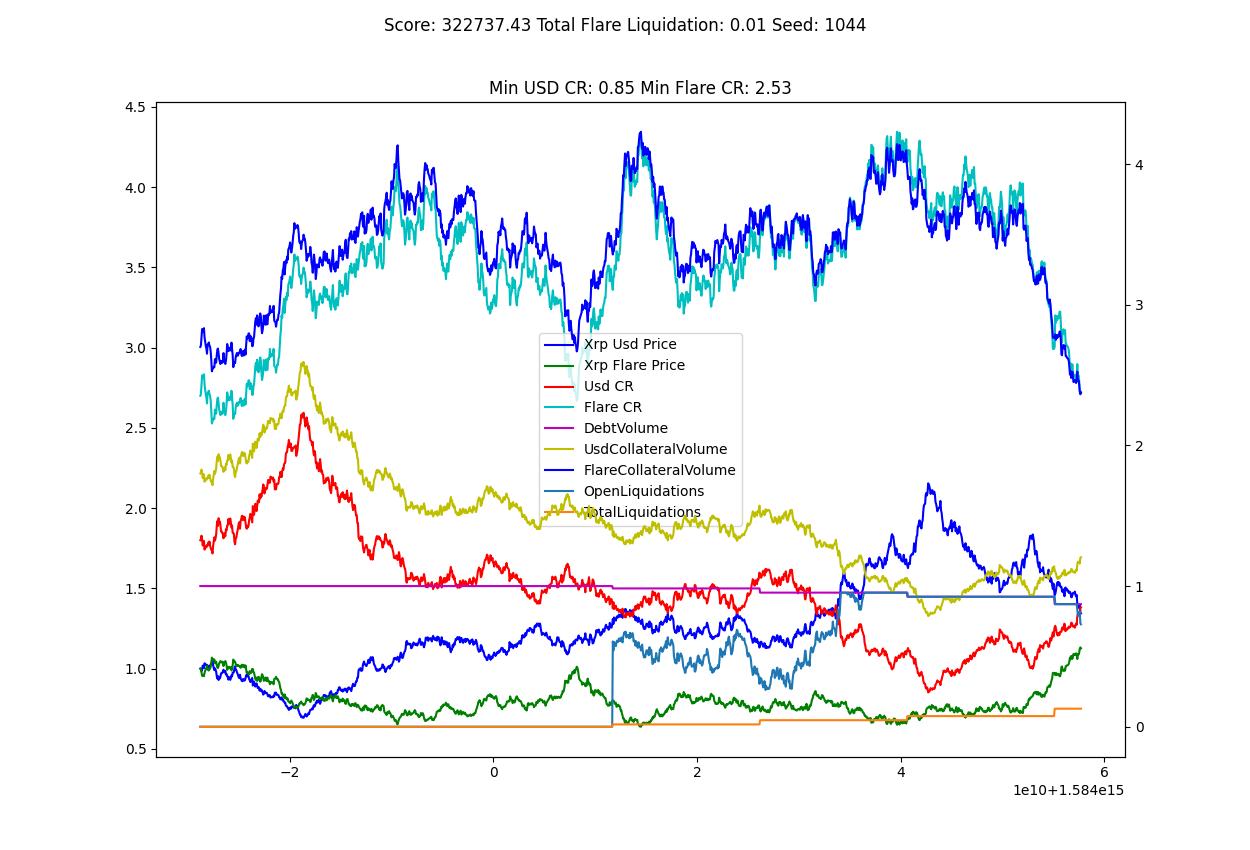 Score: 322737.43 Total Flare Liquidation: 0.01 Seed: 1044
Min USD CR: 0.85 Min Flare CR: 2.53
4.5
4.0
3.5
3.0
2.5
2.0
1.5
1.0
0.5
4
3
2
1
0
Xrp Usd Price
Xrp Flare Price
Usd CR
Flare CR
DebtVolume
UsdCollateralVolume
FlareCollateralVolume
OpenLiquidations
TotalLiquidations
−2 0 2 4 6
1e10+1.584e15